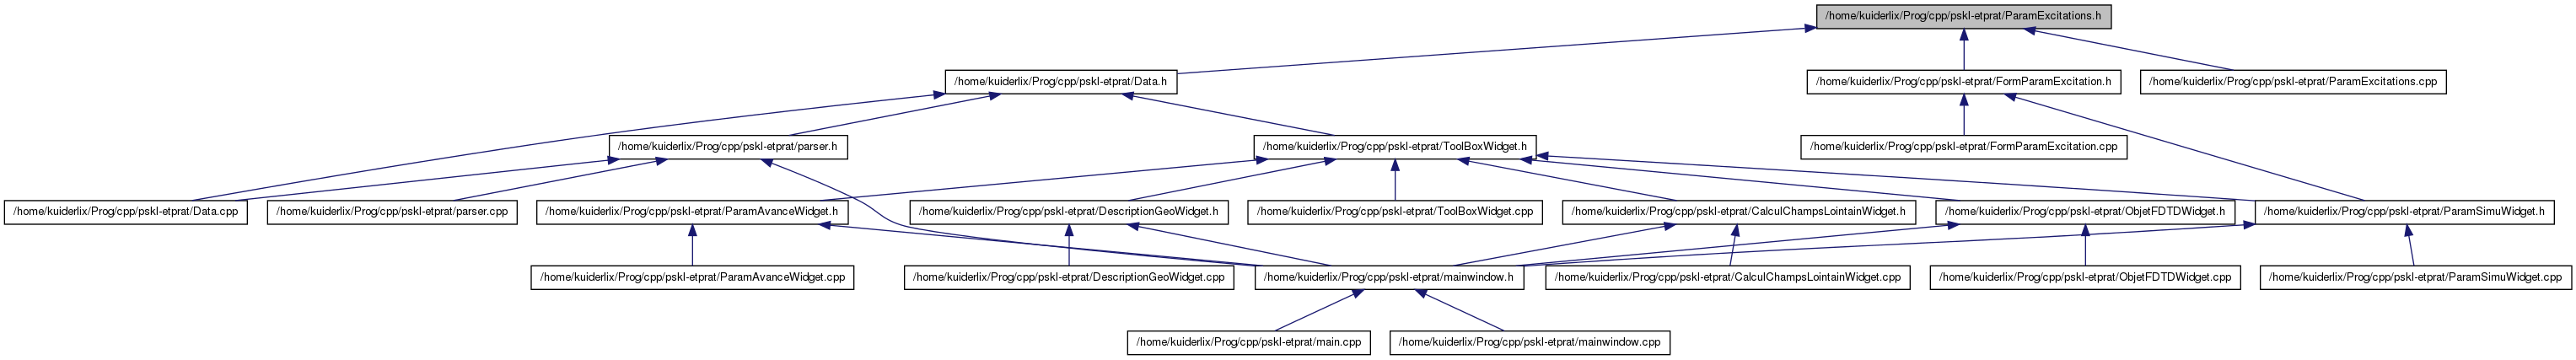 /home/kuiderlix/Prog/cpp/pskl-etprat/ParamExcitations.h
/home/kuiderlix/Prog/cpp/pskl-etprat/Data.h
/home/kuiderlix/Prog/cpp/pskl-etprat/FormParamExcitation.h
/home/kuiderlix/Prog/cpp/pskl-etprat/ParamExcitations.cpp
/home/kuiderlix/Prog/cpp/pskl-etprat/parser.h
/home/kuiderlix/Prog/cpp/pskl-etprat/ToolBoxWidget.h
/home/kuiderlix/Prog/cpp/pskl-etprat/FormParamExcitation.cpp
/home/kuiderlix/Prog/cpp/pskl-etprat/Data.cpp
/home/kuiderlix/Prog/cpp/pskl-etprat/parser.cpp
/home/kuiderlix/Prog/cpp/pskl-etprat/ParamAvanceWidget.h
/home/kuiderlix/Prog/cpp/pskl-etprat/DescriptionGeoWidget.h
/home/kuiderlix/Prog/cpp/pskl-etprat/ToolBoxWidget.cpp
/home/kuiderlix/Prog/cpp/pskl-etprat/CalculChampsLointainWidget.h
/home/kuiderlix/Prog/cpp/pskl-etprat/ObjetFDTDWidget.h
/home/kuiderlix/Prog/cpp/pskl-etprat/ParamSimuWidget.h
/home/kuiderlix/Prog/cpp/pskl-etprat/ParamAvanceWidget.cpp
/home/kuiderlix/Prog/cpp/pskl-etprat/DescriptionGeoWidget.cpp
/home/kuiderlix/Prog/cpp/pskl-etprat/mainwindow.h
/home/kuiderlix/Prog/cpp/pskl-etprat/CalculChampsLointainWidget.cpp
/home/kuiderlix/Prog/cpp/pskl-etprat/ObjetFDTDWidget.cpp
/home/kuiderlix/Prog/cpp/pskl-etprat/ParamSimuWidget.cpp
/home/kuiderlix/Prog/cpp/pskl-etprat/main.cpp
/home/kuiderlix/Prog/cpp/pskl-etprat/mainwindow.cpp